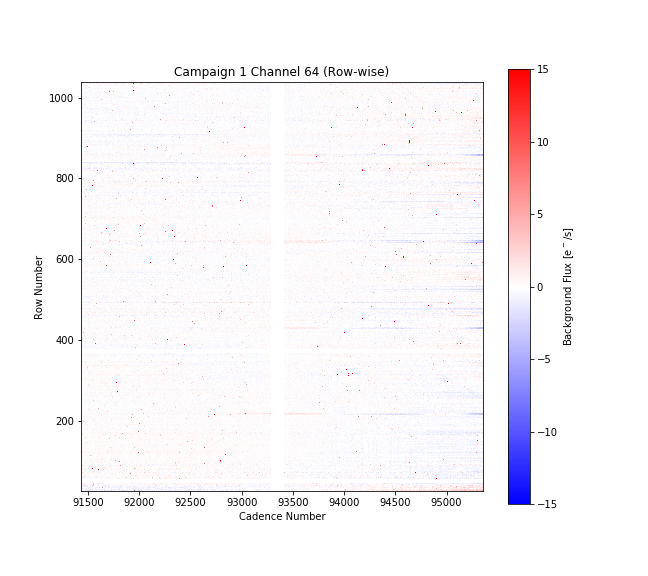 Campaign 1 Channel 64 (Row-wise)
1000
800
600
400
200
Row Number
91500 92000 92500 93000 93500 94000 94500 95000
Cadence Number
15
10
5
0
−5
−10
−15
Background Flux [e⁻/s]